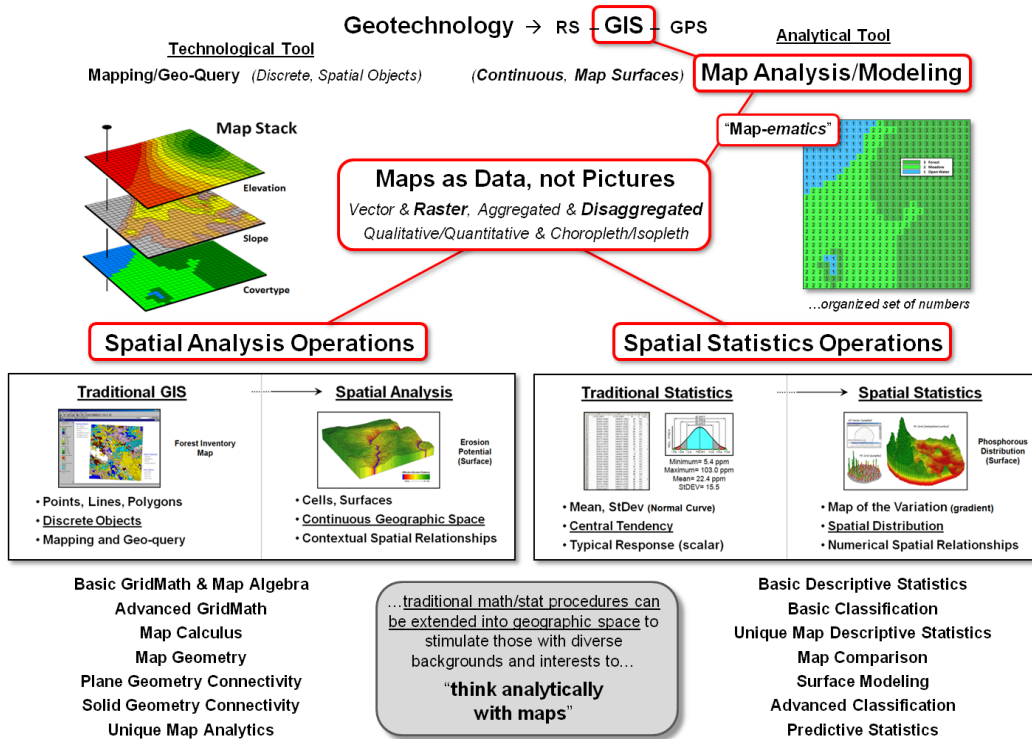 Geotechnology → RS – GIS – GPS
Technological Tool
Analytical Tool
Mapping/Geo-Query (Discrete, Spatial Objects)
(Continuous, Map Surfaces)
Map Analysis/Modeling
“Map-ematics”
Map Stack
Elevation
Slope
Covertype
Maps as Data, not Pictures
Vector & Raster, Aggregated & Disaggregated
Qualitative/Quantitative & Choropleth/Isopleth
3 Forest
2 Meadow
1 Open Water
…organized set of numbers
Spatial Analysis Operations
Spatial Statistics Operations
Traditional GIS
Spatial Analysis
Forest Inventory
Map
Erosion
Potential
(Surface)
• Points, Lines, Polygons
• Discrete Objects
• Mapping and Geo-query
• Cells, Surfaces
• Continuous Geographic Space
• Contextual Spatial Relationships
Traditional Statistics
Spatial Statistics
Minimum= 5.4 ppm
Maximum= 103.0 ppm
Mean= 22.4 ppm
StDEV= 15.5
Phosphorous
Distribution
(Surface)
• Mean, StDev (Normal Curve)
• Central Tendency
• Typical Response (scalar)
• Map of the Variation (gradient)
• Spatial Distribution
• Numerical Spatial Relationships
Basic GridMath & Map Algebra
Advanced GridMath
Map Calculus
Map Geometry
Plane Geometry Connectivity
Solid Geometry Connectivity
Unique Map Analytics
…traditional math/stat procedures can
be extended into geographic space to
stimulate those with diverse
backgrounds and interests to…
“think analytically
with maps”
Basic Descriptive Statistics
Basic Classification
Unique Map Descriptive Statistics
Map Comparison
Surface Modeling
Advanced Classification
Predictive Statistics